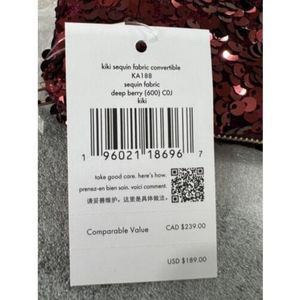 kiki sequin fabric convertible
KA188
sequin fabric
deep berry (600) C0J
kiki
1 96021 18696 7
take good care. here's how.
prenez-en bien soin. voici comment.
请妥善维护，这里是具体做法。
Comparable Value CAD $239.00
USD $189.00